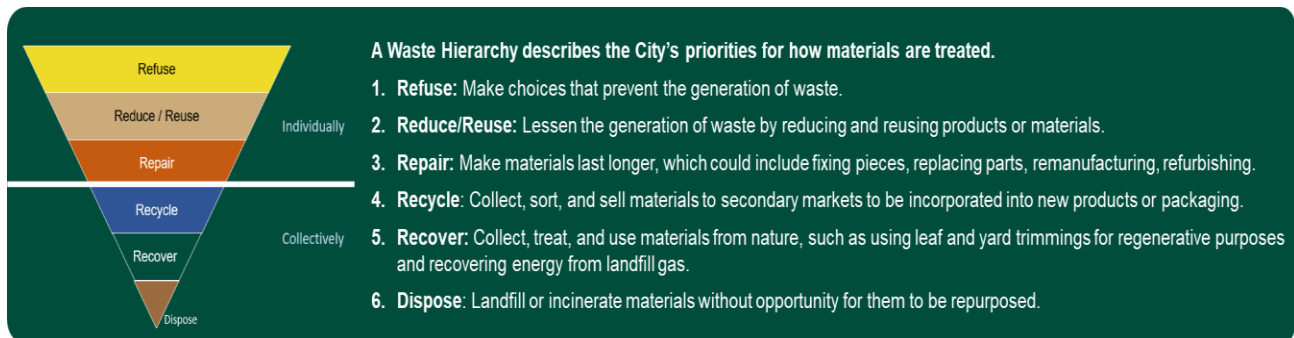 Refuse
Reduce / Reuse
Individually
Repair
Recycle
Collectively
Recover
Dispose
A Waste Hierarchy describes the City's priorities for how materials are treated.
1. Refuse: Make choices that prevent the generation of waste.
2. Reduce/Reuse: Lessen the generation of waste by reducing and reusing products or materials.
3. Repair: Make materials last longer, which could include fixing pieces, replacing parts, remanufacturing, refurbishing.
4. Recycle: Collect, sort, and sell materials to secondary markets to be incorporated into new products or packaging.
5. Recover: Collect, treat, and use materials from nature, such as using leaf and yard trimmings for regenerative purposes
and recovering energy from landfill gas.
6. Dispose: Landfill or incinerate materials without opportunity for them to be repurposed.